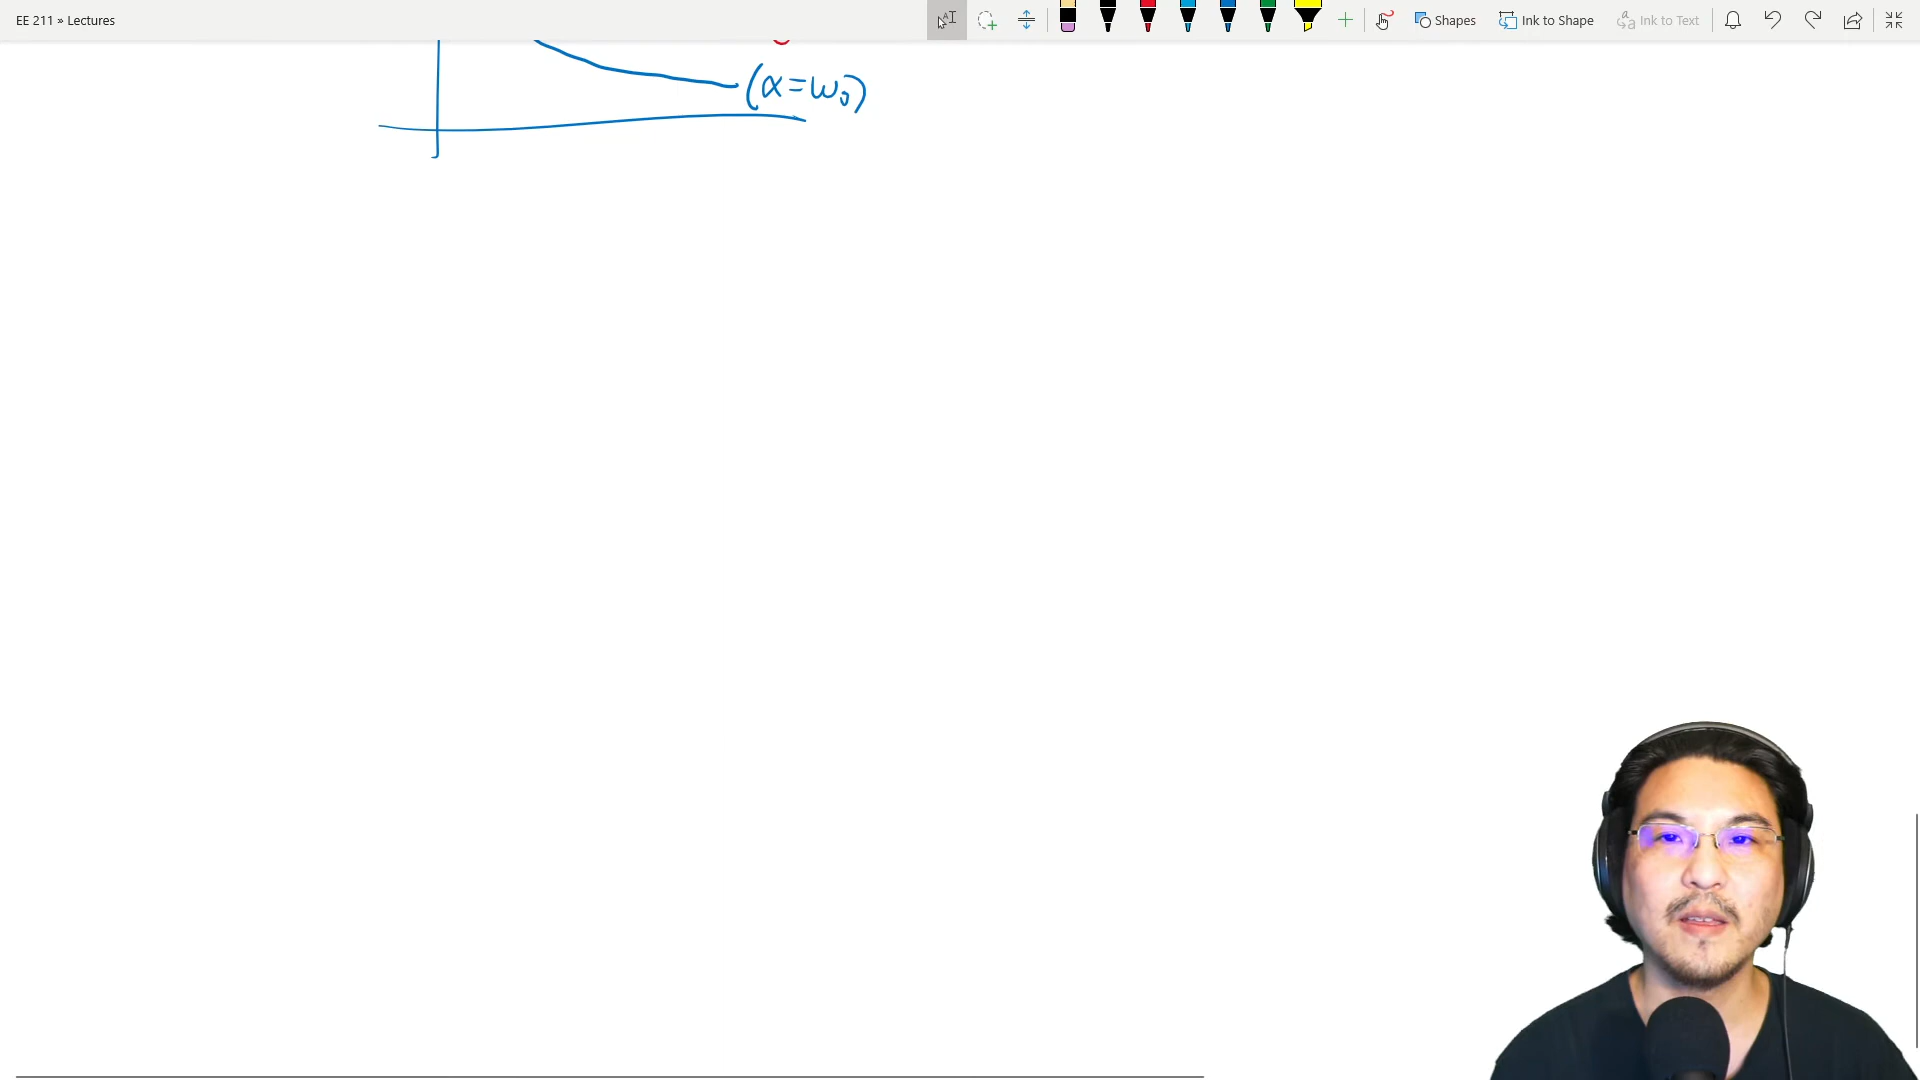 EE 211 » Lectures
Shapes
Ink to Shape
Ink to Text
(α=ω₀)